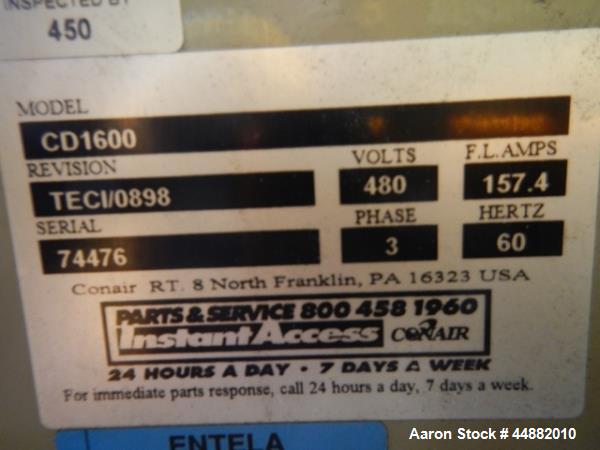 INSPECTED BY
450
MODEL
CD1600
REVISION VOLTS F.L.AMPS
TECI/0898 480 157.4
SERIAL PHASE HERTZ
74476 3 60
Conair RT. 8 North Franklin, PA 16323 USA
PARTS & SERVICE 800 458 1960
Instant Access CONAIR
24 HOURS A DAY · 7 DAYS A WEEK
For immediate parts response, call 24 hours a day, 7 days a week.
ENTELA
Aaron Stock # 44882010